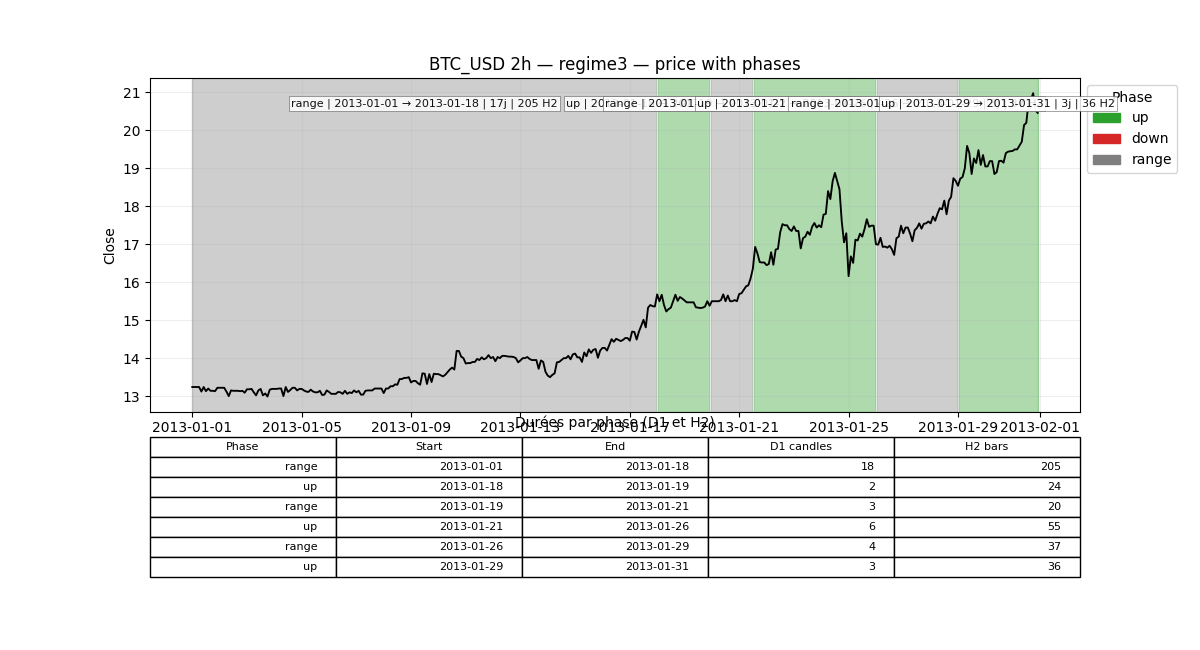 BTC_USD 2h — regime3 — price with phases
range | 2013-01-01 → 2013-01-18 | 17j | 205 H2
up | 20
range | 2013-01
up | 2013-01-21
range | 2013-01
up | 2013-01-29 → 2013-01-31 | 3j | 36 H2
Phase
up
down
range
Close
21
20
19
18
17
16
15
14
13
2013-01-01 2013-01-05 2013-01-09 2013-01-13 2013-01-17 2013-01-21 2013-01-25 2013-01-29 2013-02-01
Durées par phase (D1 et H2)
Phase Start End D1 candles H2 bars
range 2013-01-01 2013-01-18 18 205
up 2013-01-18 2013-01-19 2 24
range 2013-01-19 2013-01-21 3 20
up 2013-01-21 2013-01-26 6 55
range 2013-01-26 2013-01-29 4 37
up 2013-01-29 2013-01-31 3 36